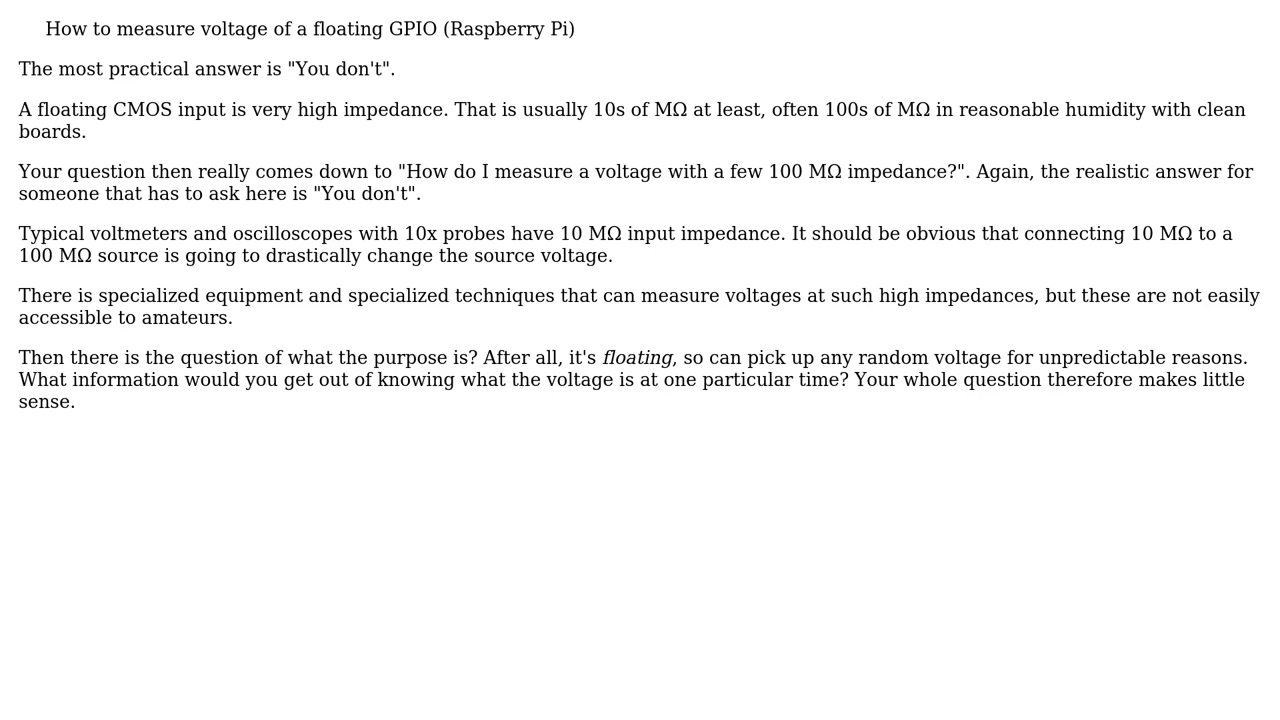 How to measure voltage of a floating GPIO (Raspberry Pi)
The most practical answer is "You don't".
A floating CMOS input is very high impedance. That is usually 10s of MΩ at least, often 100s of MΩ in reasonable humidity with clean
boards.
Your question then really comes down to "How do I measure a voltage with a few 100 MΩ impedance?". Again, the realistic answer for
someone that has to ask here is "You don't".
Typical voltmeters and oscilloscopes with 10x probes have 10 MΩ input impedance. It should be obvious that connecting 10 MΩ to a
100 MΩ source is going to drastically change the source voltage.
There is specialized equipment and specialized techniques that can measure voltages at such high impedances, but these are not easily
accessible to amateurs.
Then there is the question of what the purpose is? After all, it's floating, so can pick up any random voltage for unpredictable reasons.
What information would you get out of knowing what the voltage is at one particular time? Your whole question therefore makes little
sense.